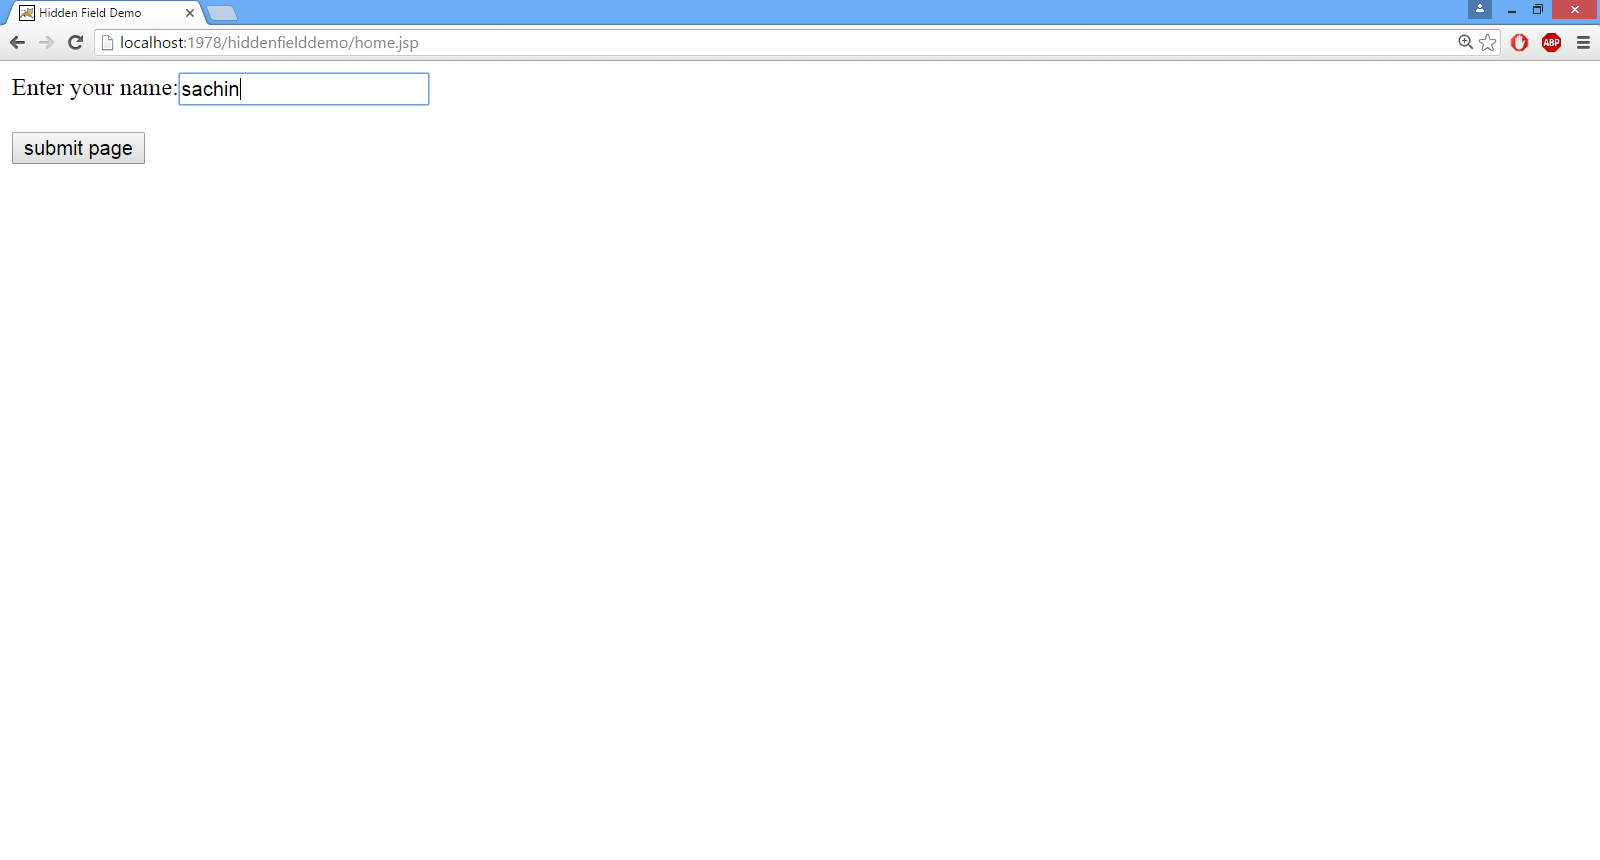 Hidden Field Demo
localhost:1978/hiddenfielddemo/home.jsp
ABP
Enter your name:sachin
submit page